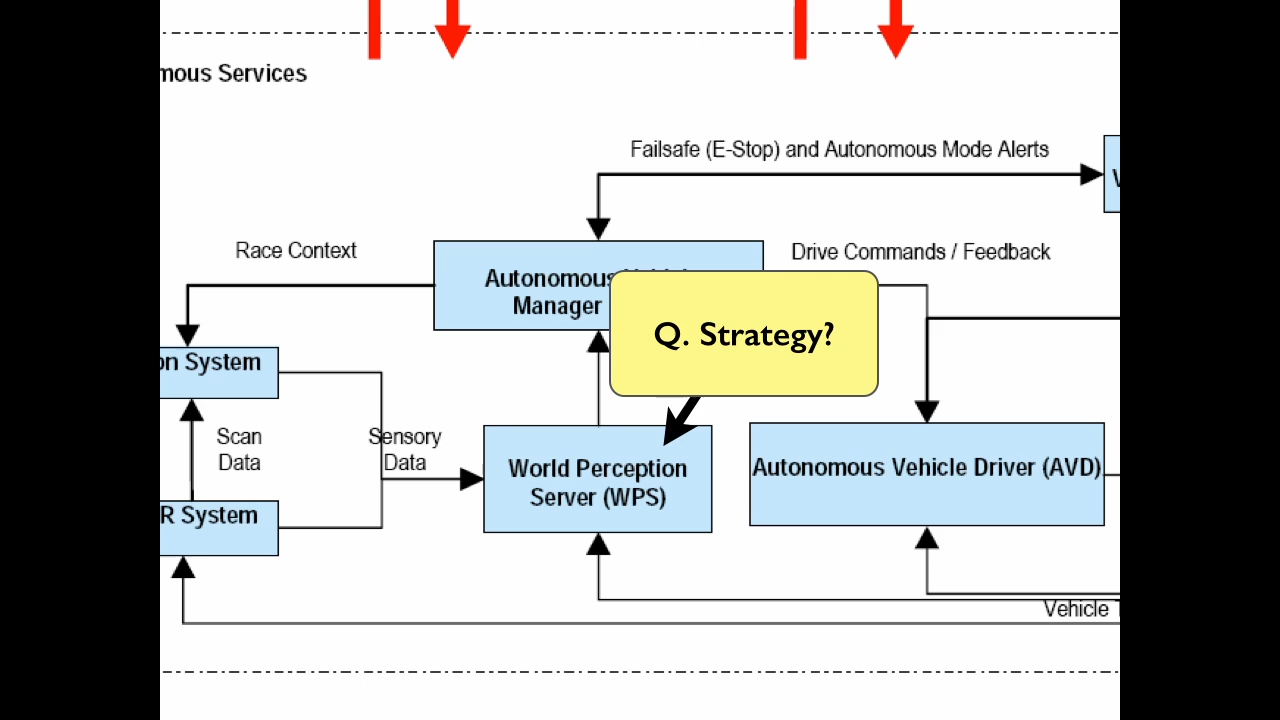 mous Services
Failsafe (E-Stop) and Autonomous Mode Alerts
Race Context
Drive Commands / Feedback
Autonomous
Manager
Q. Strategy?
on System
Scan
Data
Sensory
Data
World Perception
Server (WPS)
Autonomous Vehicle Driver (AVD)
R System
Vehicle